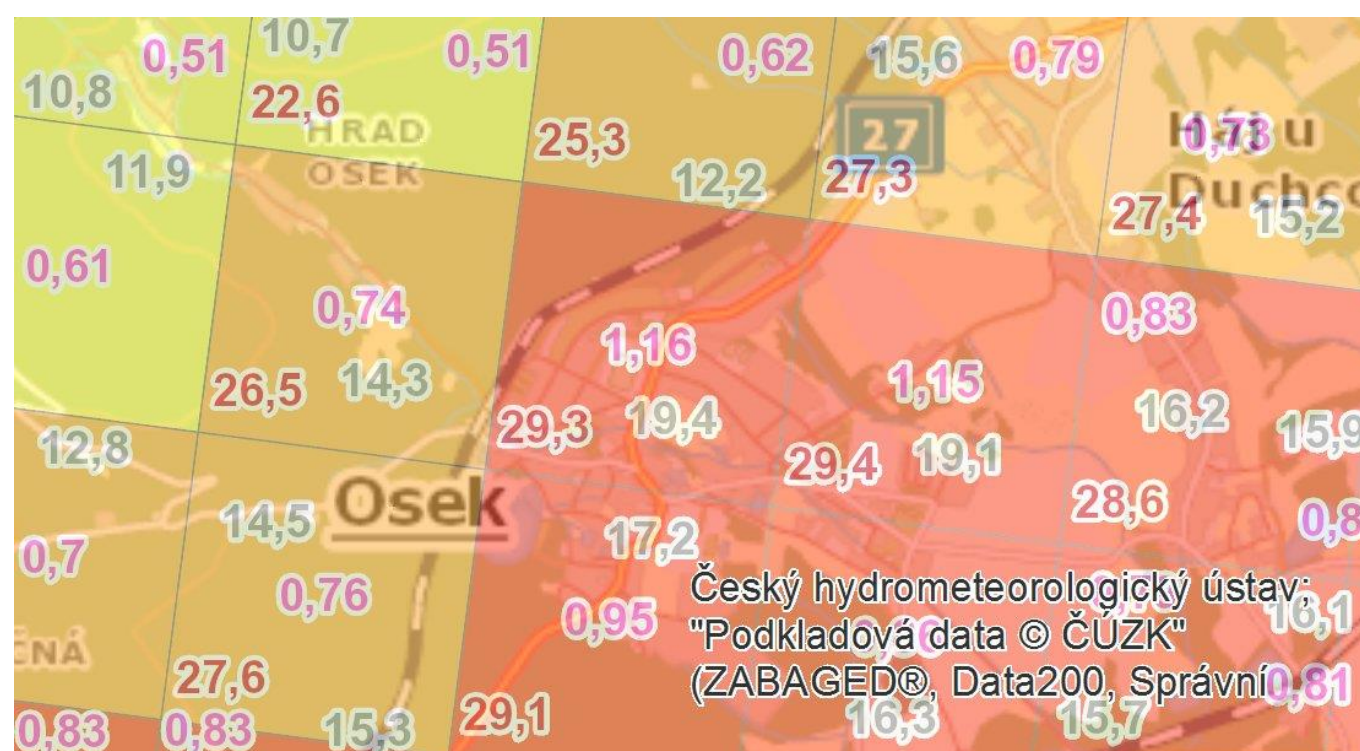 0,51 10,7 0,51 0,62 15,6 0,79
10,8 22,6
HRAD 25,3 27 Háj u 0,73
11,9 OSEK 12,2 27,3 27,4 15,2
0,61 0,74 0,83
1,16
26,5 14,3 1,15
29,3 19,4 16,2 15,9
12,8 29,4 19,1
Osek 28,6
14,5 17,2
0,7 0,76 Český hydrometeorologický ústav;
0,95 "Podkladová data © ČÚZK" 16,1
27,6 (ZABAGED®, Data200, Správní 0,81
0,83 0,83 15,3 29,1 16,3 15,7